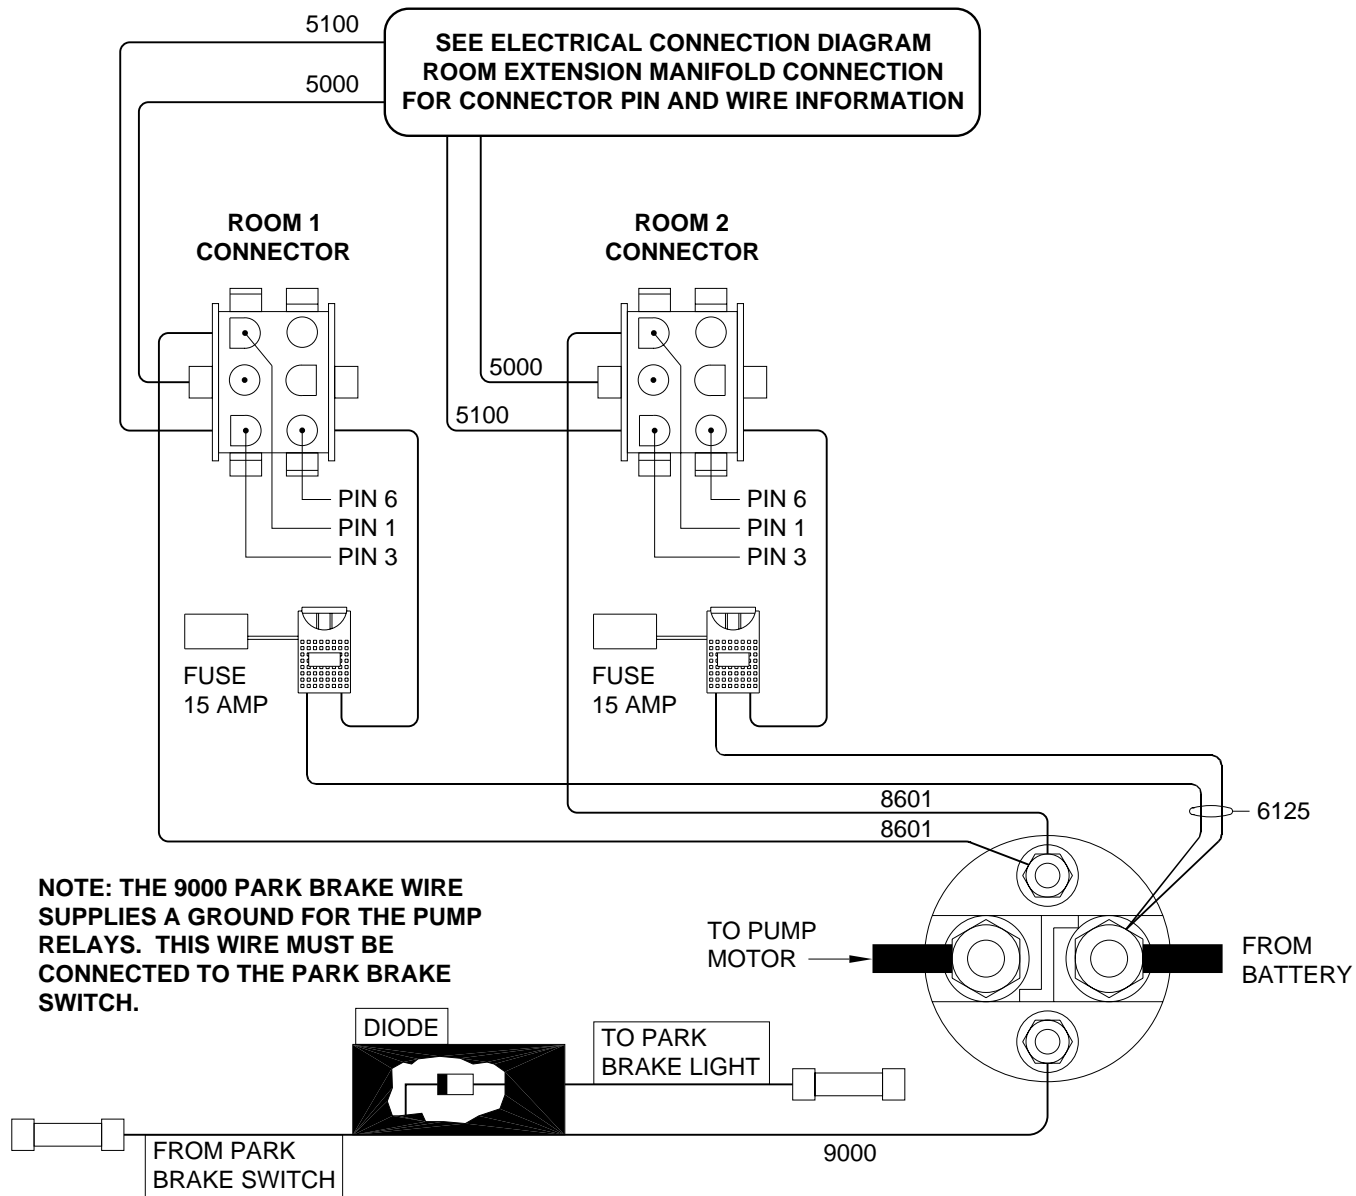 5100
5000
SEE ELECTRICAL CONNECTION DIAGRAM
ROOM EXTENSION MANIFOLD CONNECTION
FOR CONNECTOR PIN AND WIRE INFORMATION
ROOM 1
CONNECTOR
ROOM 2
CONNECTOR
5000
5100
PIN 6
PIN 1
PIN 3
PIN 6
PIN 1
PIN 3
FUSE
15 AMP
FUSE
15 AMP
8601
8601
6125
NOTE: THE 9000 PARK BRAKE WIRE
SUPPLIES A GROUND FOR THE PUMP
RELAYS. THIS WIRE MUST BE
CONNECTED TO THE PARK BRAKE
SWITCH.
TO PUMP
MOTOR
FROM
BATTERY
DIODE
TO PARK
BRAKE LIGHT
FROM PARK
BRAKE SWITCH
9000